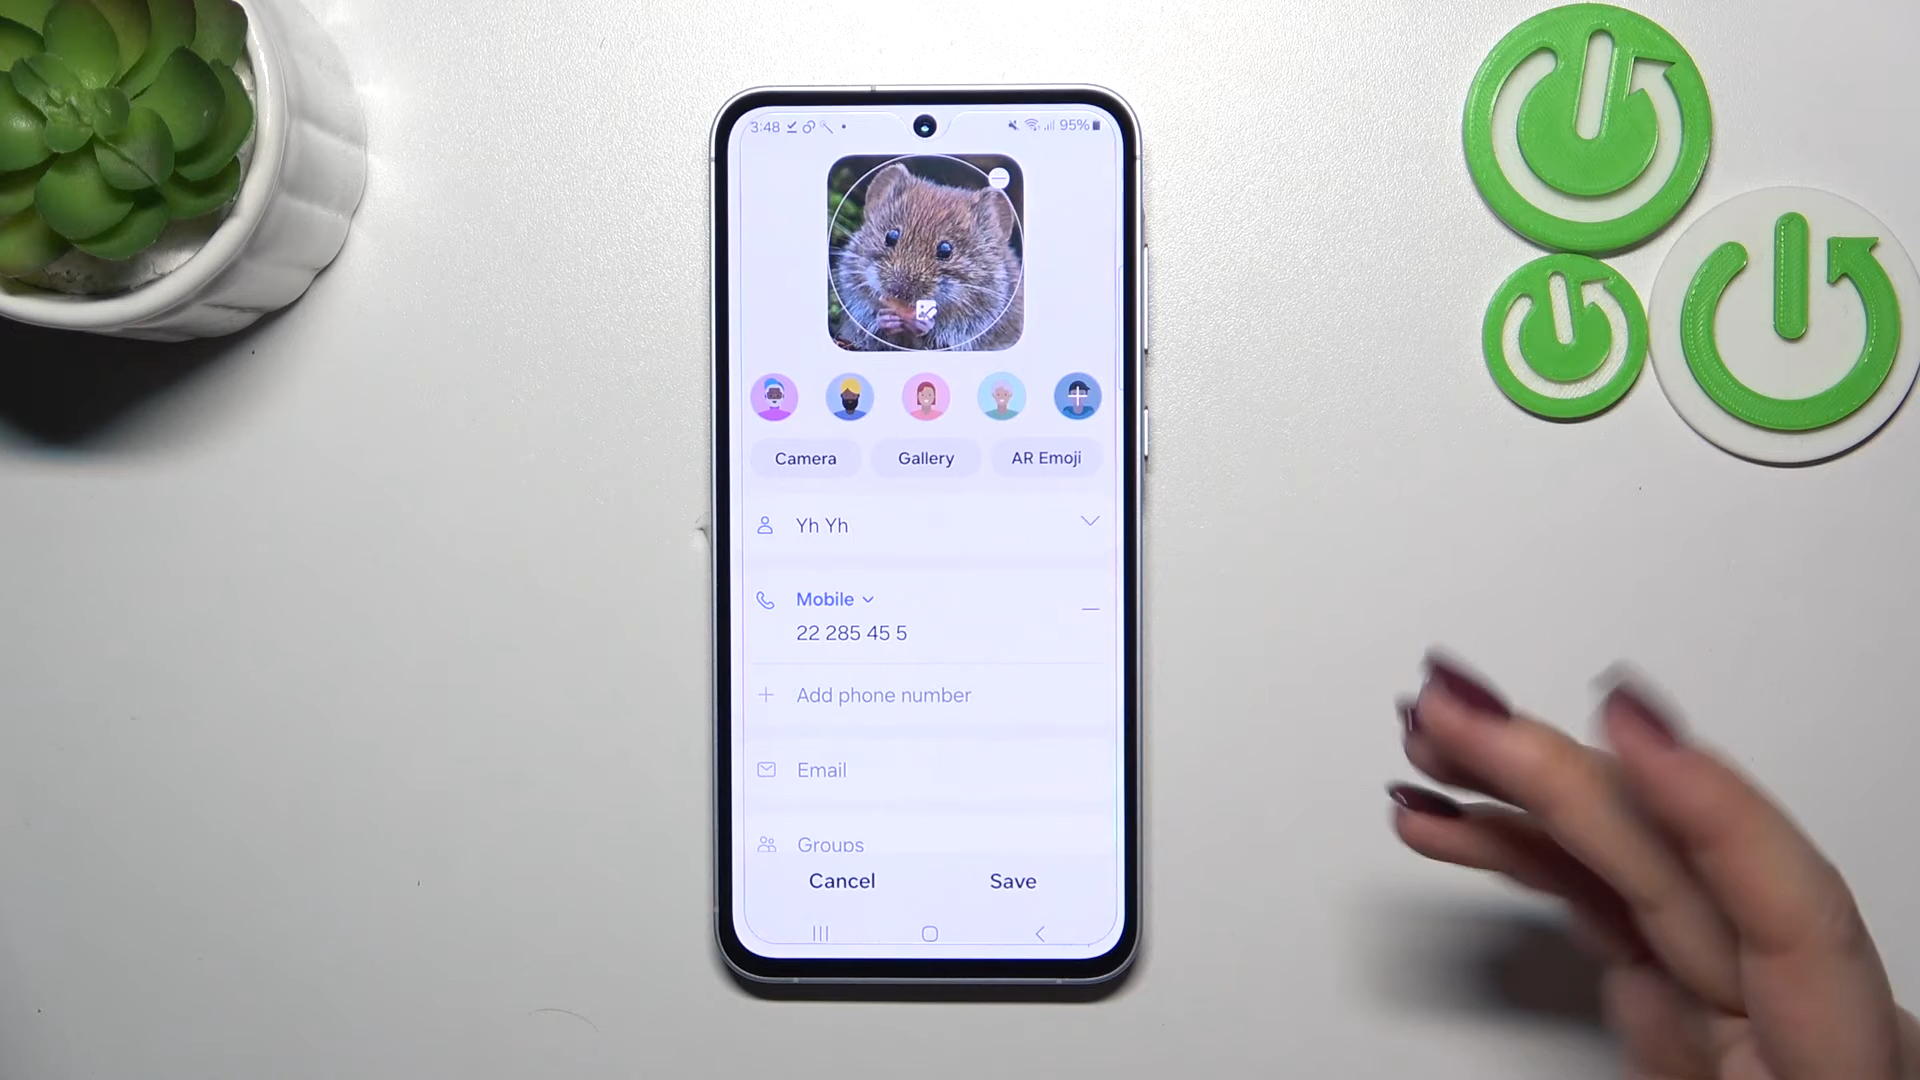 3:48 95%
Camera Gallery AR Emoji
Yh Yh
Mobile
22 285 45 5
Add phone number
Email
Groups
Cancel Save